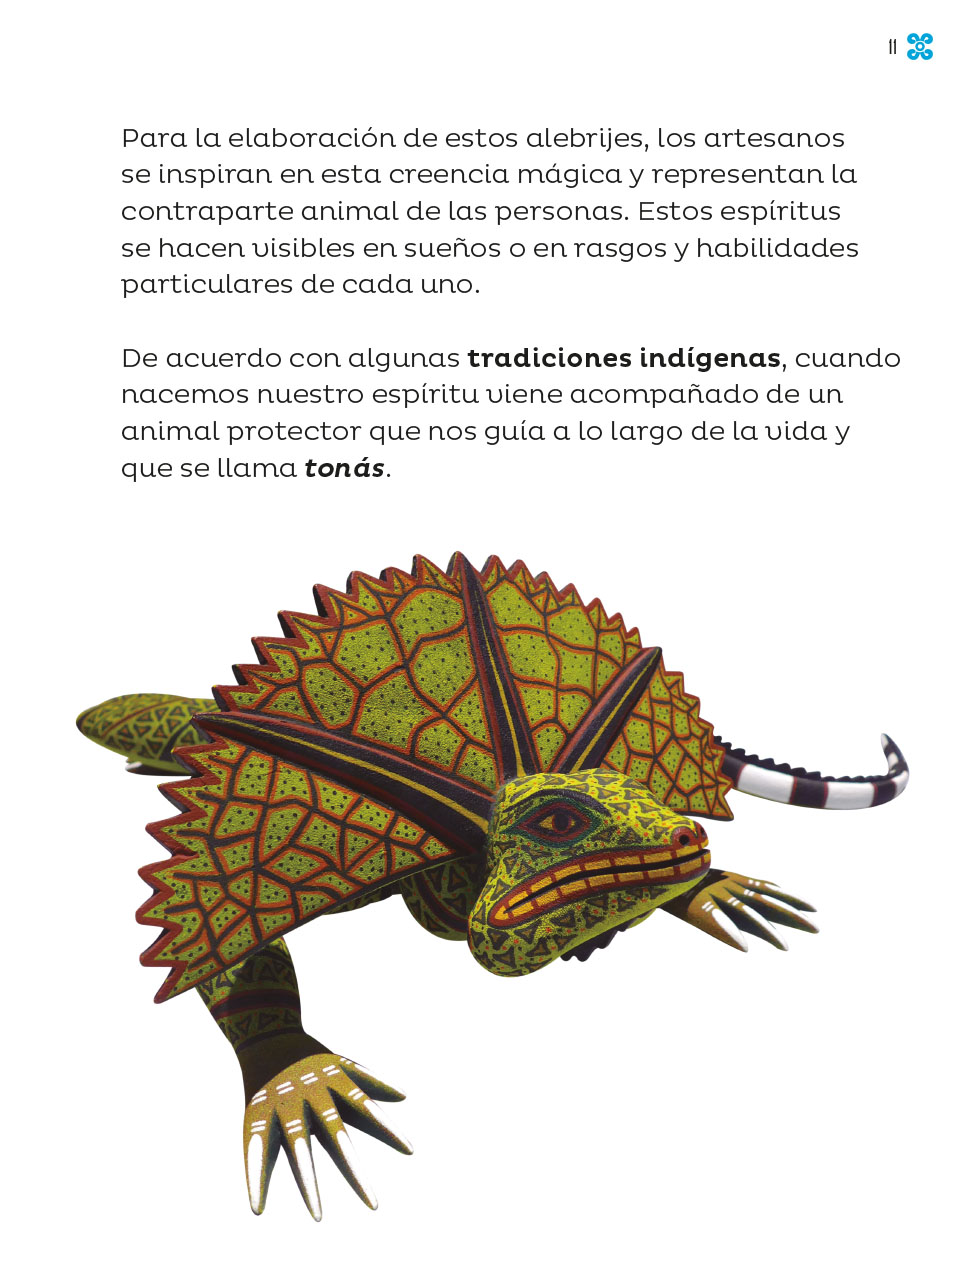 11
Para la elaboración de estos alebrijes, los artesanos
se inspiran en esta creencia mágica y representan la
contraparte animal de las personas. Estos espíritus
se hacen visibles en sueños o en rasgos y habilidades
particulares de cada uno.
De acuerdo con algunas tradiciones indígenas, cuando
nacemos nuestro espíritu viene acompañado de un
animal protector que nos guía a lo largo de la vida y
que se llama tonás.